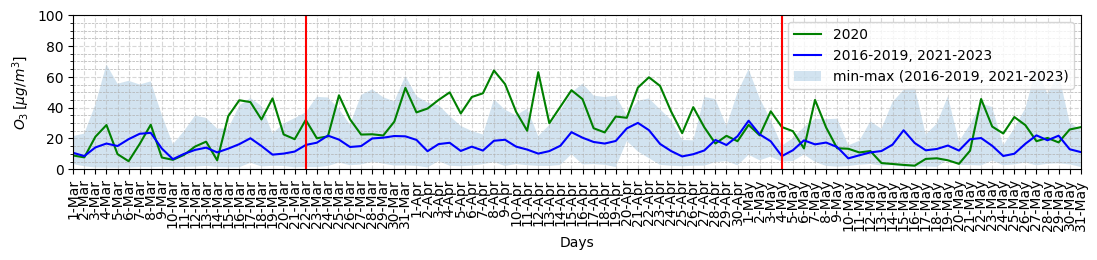 100
80
60
40
20
0
O₃ [μg/m³]
2020
2016-2019, 2021-2023
min-max (2016-2019, 2021-2023)
1-Mar
2-Mar
3-Mar
4-Mar
5-Mar
6-Mar
7-Mar
8-Mar
9-Mar
10-Mar
11-Mar
12-Mar
13-Mar
14-Mar
15-Mar
16-Mar
17-Mar
18-Mar
19-Mar
20-Mar
21-Mar
22-Mar
23-Mar
24-Mar
25-Mar
26-Mar
27-Mar
28-Mar
29-Mar
30-Mar
31-Mar
1-Apr
2-Apr
3-Apr
4-Apr
5-Apr
6-Apr
7-Apr
8-Apr
9-Apr
10-Apr
11-Apr
12-Apr
13-Apr
14-Apr
15-Apr
16-Apr
17-Apr
18-Apr
19-Apr
20-Apr
21-Apr
22-Apr
23-Apr
24-Apr
25-Apr
26-Apr
27-Apr
28-Apr
29-Apr
30-Apr
1-May
2-May
3-May
4-May
5-May
6-May
7-May
8-May
9-May
10-May
11-May
12-May
13-May
14-May
15-May
16-May
17-May
18-May
19-May
20-May
21-May
22-May
23-May
24-May
25-May
26-May
27-May
28-May
29-May
30-May
31-May
Days